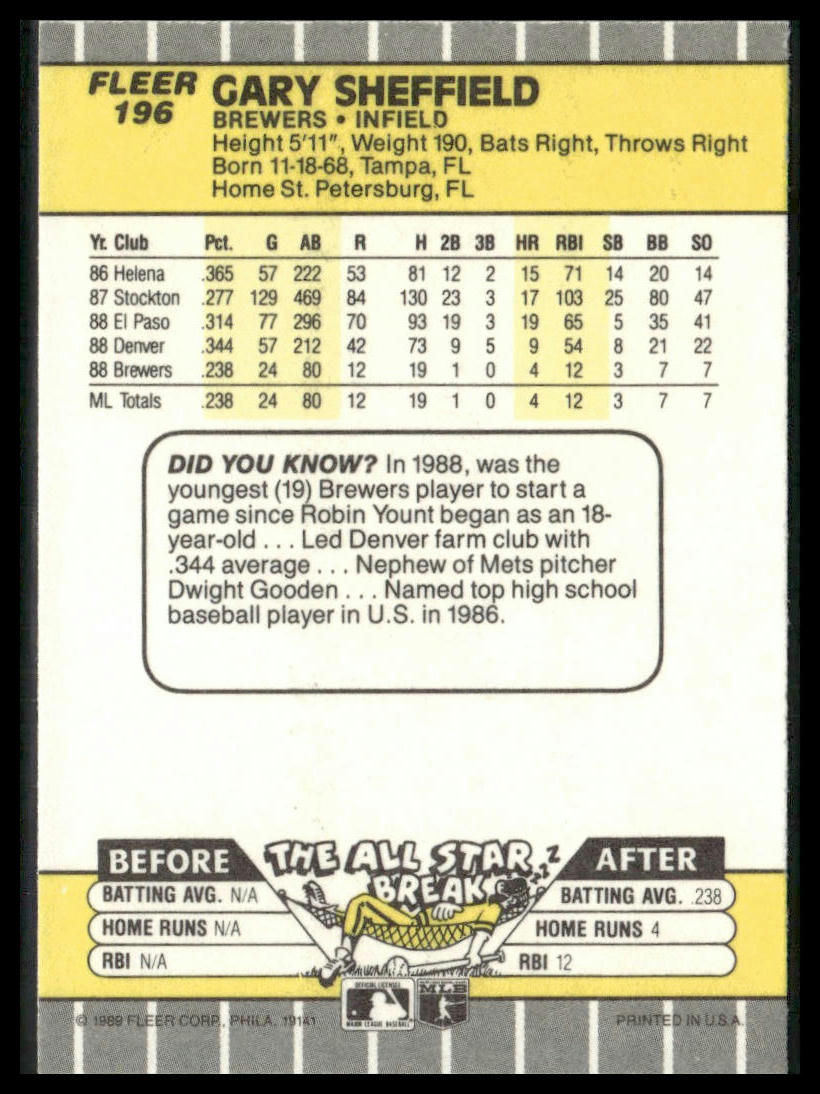 FLEER
196
GARY SHEFFIELD
BREWERS • INFIELD
Height 5'11", Weight 190, Bats Right, Throws Right
Born 11-18-68, Tampa, FL
Home St. Petersburg, FL
Yr. Club Pct. G AB R H 2B 3B HR RBI SB BB SO
86 Helena .365 57 222 53 81 12 2 15 71 14 20 14
87 Stockton .277 129 469 84 130 23 3 17 103 25 80 47
88 El Paso .314 77 296 70 93 19 3 19 65 5 35 41
88 Denver .344 57 212 42 73 9 5 9 54 8 21 22
88 Brewers .238 24 80 12 19 1 0 4 12 3 7 7
ML Totals .238 24 80 12 19 1 0 4 12 3 7 7
DID YOU KNOW? In 1988, was the
youngest (19) Brewers player to start a
game since Robin Yount began as an 18-
year-old . . . Led Denver farm club with
.344 average . . . Nephew of Mets pitcher
Dwight Gooden . . . Named top high school
baseball player in U.S. in 1986.
BEFORE
BATTING AVG. N/A
HOME RUNS N/A
RBI N/A
THE ALL STAR
BREAK
ZZZ
AFTER
BATTING AVG. .238
HOME RUNS 4
RBI 12
OFFICIAL LICENSEE
MAJOR LEAGUE BASEBALL
MLB
© 1989 FLEER CORP., PHILA. 19141
PRINTED IN U.S.A.